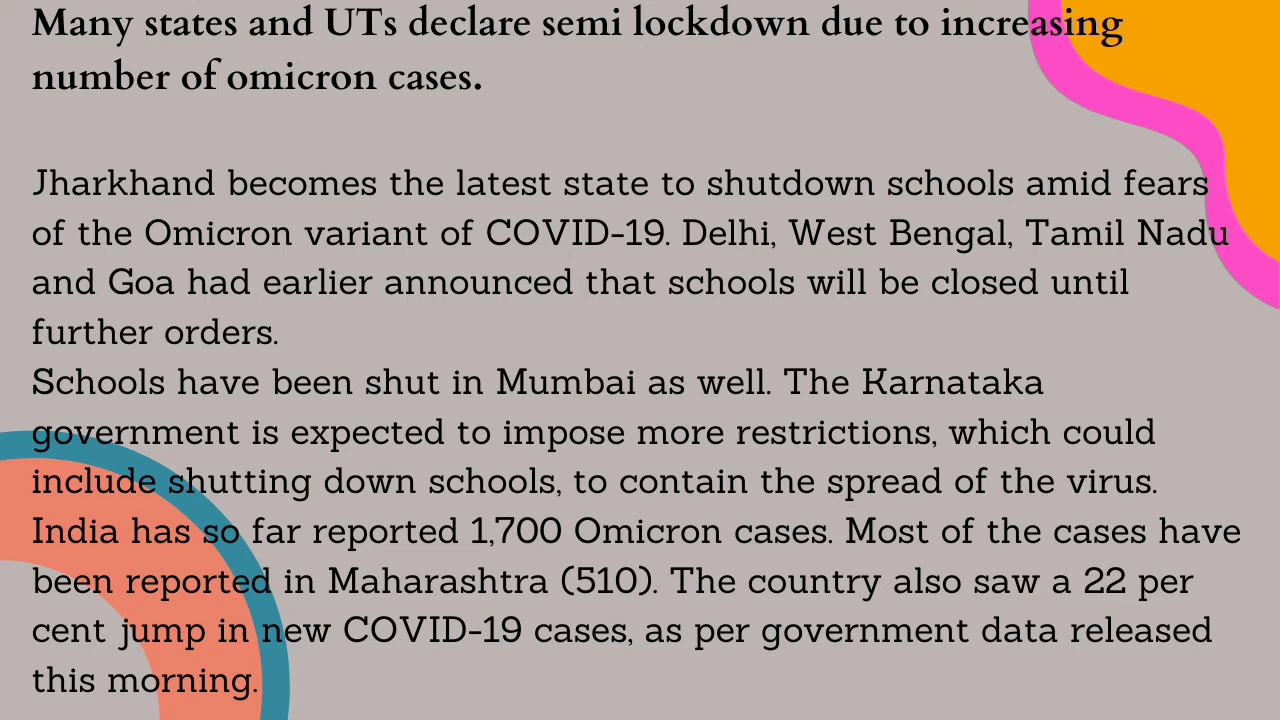 Many states and UTs declare semi lockdown due to increasing
number of omicron cases.
Jharkhand becomes the latest state to shutdown schools amid fears
of the Omicron variant of COVID-19. Delhi, West Bengal, Tamil Nadu
and Goa had earlier announced that schools will be closed until
further orders.
Schools have been shut in Mumbai as well. The Karnataka
government is expected to impose more restrictions, which could
include shutting down schools, to contain the spread of the virus.
India has so far reported 1,700 Omicron cases. Most of the cases have
been reported in Maharashtra (510). The country also saw a 22 per
cent jump in new COVID-19 cases, as per government data released
this morning.